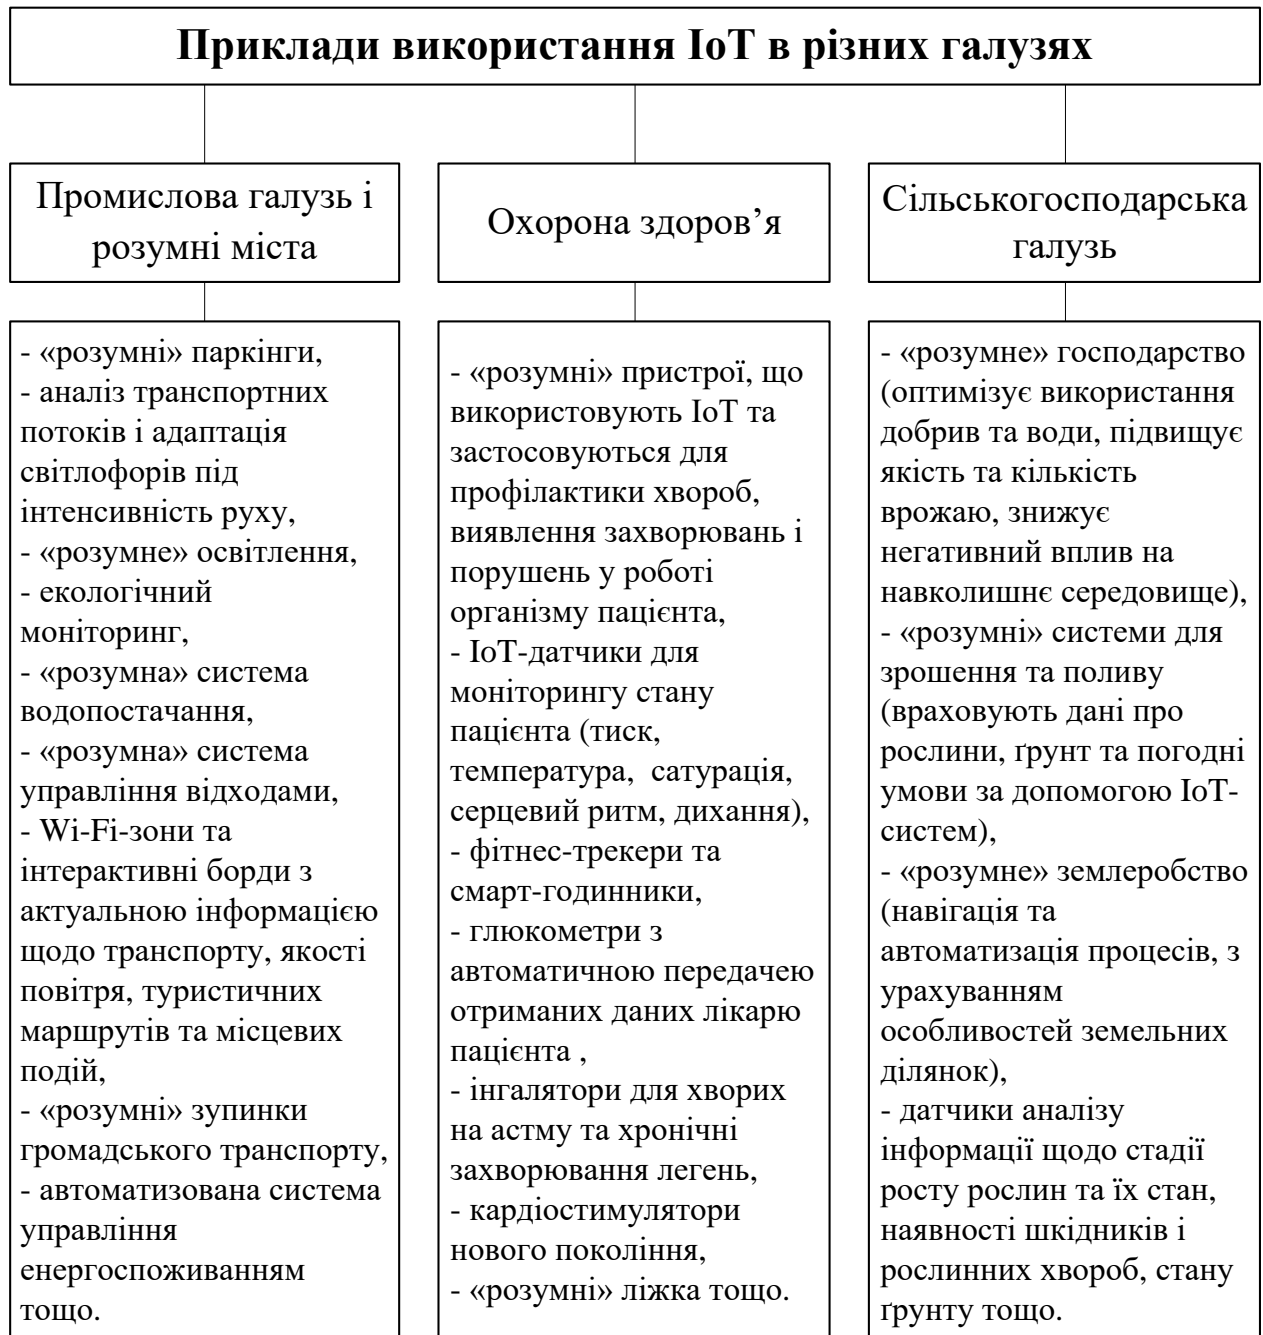 Приклади використання IoT в різних галузях
Промислова галузь і
розумні міста
- «розумні» паркінги,
- аналіз транспортних
потоків і адаптація
світлофорів під
інтенсивність руху,
- «розумне» освітлення,
- екологічний
моніторинг,
- «розумна» система
водопостачання,
- «розумна» система
управління відходами,
- Wi-Fi-зони та
інтерактивні борди з
актуальною інформацією
щодо транспорту, якості
повітря, туристичних
маршрутів та місцевих
подій,
- «розумні» зупинки
громадського транспорту,
- автоматизована система
управління
енергоспоживанням
тощо.
Охорона здоров’я
- «розумні» пристрої, що
використовують IoT та
застосовуються для
профілактики хвороб,
виявлення захворювань і
порушень у роботі
організму пацієнта,
- IoT-датчики для
моніторингу стану
пацієнта (тиск,
температура, сатурація,
серцевий ритм, дихання),
- фітнес-трекери та
смарт-годинники,
- глюкометри з
автоматичною передачею
отриманих даних лікарю
пацієнта ,
- інгалятори для хворих
на астму та хронічні
захворювання легень,
- кардіостимулятори
нового покоління,
- «розумні» ліжка тощо.
Сільськогосподарська
галузь
- «розумне» господарство
(оптимізує використання
добрив та води, підвищує
якість та кількість
врожаю, знижує
негативний вплив на
навколишнє середовище),
- «розумні» системи для
зрошення та поливу
(враховують дані про
рослини, ґрунт та погодні
умови за допомогою IoT-
систем),
- «розумне» землеробство
(навігація та
автоматизація процесів, з
урахуванням
особливостей земельних
ділянок),
- датчики аналізу
інформації щодо стадії
росту рослин та їх стан,
наявності шкідників і
рослинних хвороб, стану
ґрунту тощо.